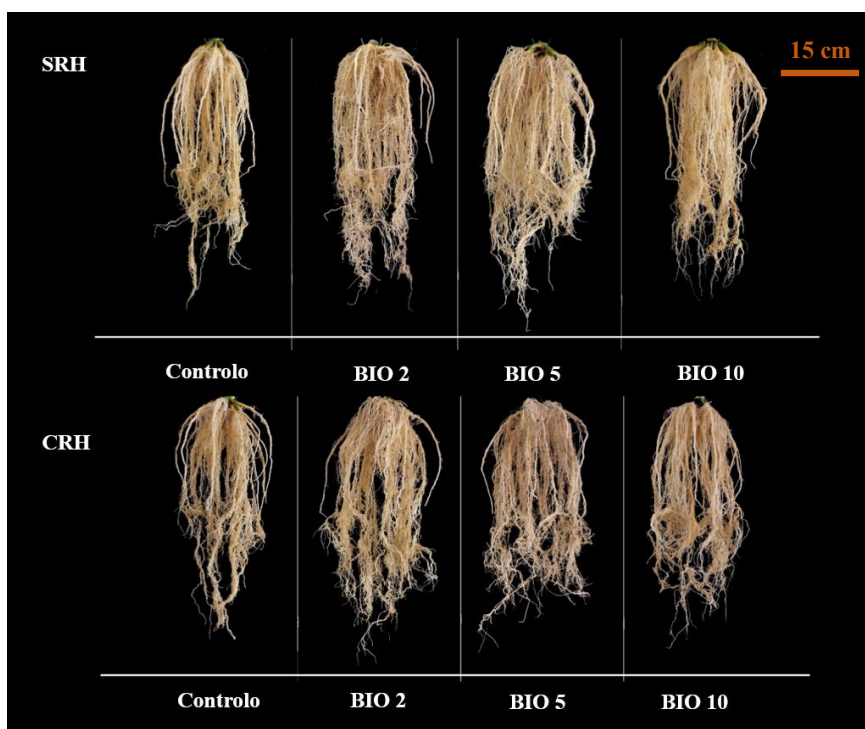 SRH
15 cm
Controlo
BIO 2
BIO 5
BIO 10
CRH
Controlo
BIO 2
BIO 5
BIO 10